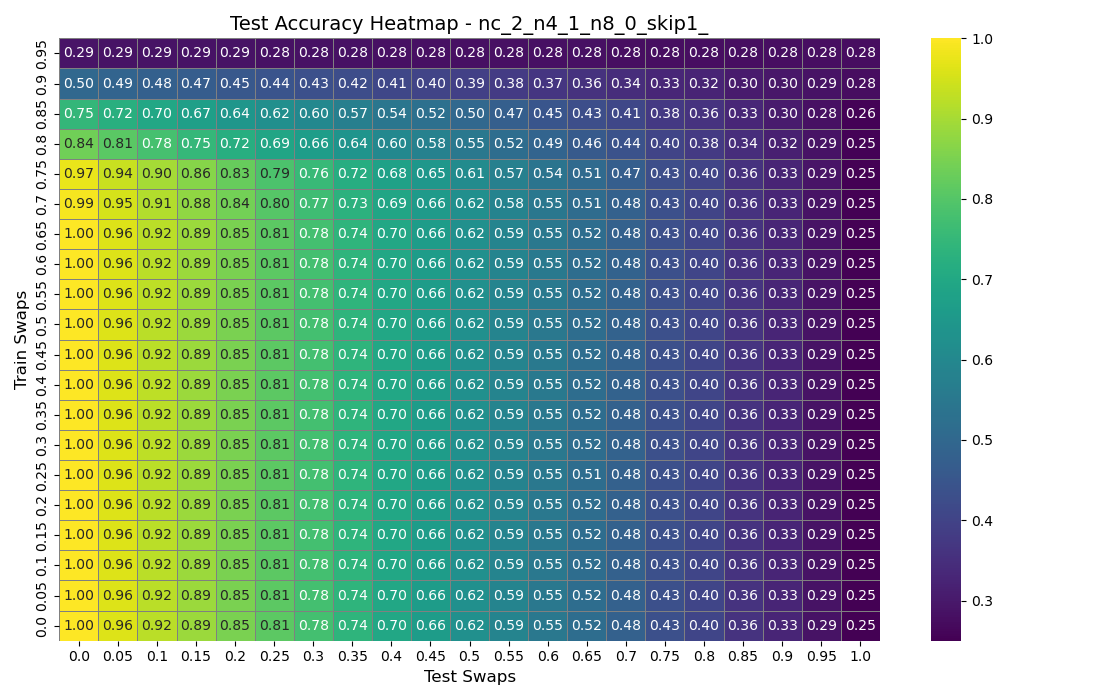 Test Accuracy Heatmap - nc_2_n4_1_n8_0_skip1_
0.95 0.29 0.29 0.29 0.29 0.29 0.28 0.28 0.28 0.28 0.28 0.28 0.28 0.28 0.28 0.28 0.28 0.28 0.28 0.28 0.28 0.28
0.9 0.50 0.49 0.48 0.47 0.45 0.44 0.43 0.42 0.41 0.40 0.39 0.38 0.37 0.36 0.34 0.33 0.32 0.30 0.30 0.29 0.28
0.85 0.75 0.72 0.70 0.67 0.64 0.62 0.60 0.57 0.54 0.52 0.50 0.47 0.45 0.43 0.41 0.38 0.36 0.33 0.30 0.28 0.26
0.8 0.84 0.81 0.78 0.75 0.72 0.69 0.66 0.64 0.60 0.58 0.55 0.52 0.49 0.46 0.44 0.40 0.38 0.34 0.32 0.29 0.25
0.75 0.97 0.94 0.90 0.86 0.83 0.79 0.76 0.72 0.68 0.65 0.61 0.57 0.54 0.51 0.47 0.43 0.40 0.36 0.33 0.29 0.25
0.7 0.99 0.95 0.91 0.88 0.84 0.80 0.77 0.73 0.69 0.66 0.62 0.58 0.55 0.51 0.48 0.43 0.40 0.36 0.33 0.29 0.25
0.65 1.00 0.96 0.92 0.89 0.85 0.81 0.78 0.74 0.70 0.66 0.62 0.59 0.55 0.52 0.48 0.43 0.40 0.36 0.33 0.29 0.25
0.6 1.00 0.96 0.92 0.89 0.85 0.81 0.78 0.74 0.70 0.66 0.62 0.59 0.55 0.52 0.48 0.43 0.40 0.36 0.33 0.29 0.25
0.55 1.00 0.96 0.92 0.89 0.85 0.81 0.78 0.74 0.70 0.66 0.62 0.59 0.55 0.52 0.48 0.43 0.40 0.36 0.33 0.29 0.25
0.5 1.00 0.96 0.92 0.89 0.85 0.81 0.78 0.74 0.70 0.66 0.62 0.59 0.55 0.52 0.48 0.43 0.40 0.36 0.33 0.29 0.25
0.45 1.00 0.96 0.92 0.89 0.85 0.81 0.78 0.74 0.70 0.66 0.62 0.59 0.55 0.52 0.48 0.43 0.40 0.36 0.33 0.29 0.25
0.4 1.00 0.96 0.92 0.89 0.85 0.81 0.78 0.74 0.70 0.66 0.62 0.59 0.55 0.52 0.48 0.43 0.40 0.36 0.33 0.29 0.25
0.35 1.00 0.96 0.92 0.89 0.85 0.81 0.78 0.74 0.70 0.66 0.62 0.59 0.55 0.52 0.48 0.43 0.40 0.36 0.33 0.29 0.25
0.3 1.00 0.96 0.92 0.89 0.85 0.81 0.78 0.74 0.70 0.66 0.62 0.59 0.55 0.52 0.48 0.43 0.40 0.36 0.33 0.29 0.25
0.25 1.00 0.96 0.92 0.89 0.85 0.81 0.78 0.74 0.70 0.66 0.62 0.59 0.55 0.51 0.48 0.43 0.40 0.36 0.33 0.29 0.25
0.2 1.00 0.96 0.92 0.89 0.85 0.81 0.78 0.74 0.70 0.66 0.62 0.59 0.55 0.52 0.48 0.43 0.40 0.36 0.33 0.29 0.25
0.15 1.00 0.96 0.92 0.89 0.85 0.81 0.78 0.74 0.70 0.66 0.62 0.59 0.55 0.52 0.48 0.43 0.40 0.36 0.33 0.29 0.25
0.1 1.00 0.96 0.92 0.89 0.85 0.81 0.78 0.74 0.70 0.66 0.62 0.59 0.55 0.52 0.48 0.43 0.40 0.36 0.33 0.29 0.25
0.05 1.00 0.96 0.92 0.89 0.85 0.81 0.78 0.74 0.70 0.66 0.62 0.59 0.55 0.52 0.48 0.43 0.40 0.36 0.33 0.29 0.25
0.0 1.00 0.96 0.92 0.89 0.85 0.81 0.78 0.74 0.70 0.66 0.62 0.59 0.55 0.52 0.48 0.43 0.40 0.36 0.33 0.29 0.25
0.0 0.05 0.1 0.15 0.2 0.25 0.3 0.35 0.4 0.45 0.5 0.55 0.6 0.65 0.7 0.75 0.8 0.85 0.9 0.95 1.0
Test Swaps
Train Swaps
1.0
0.9
0.8
0.7
0.6
0.5
0.4
0.3